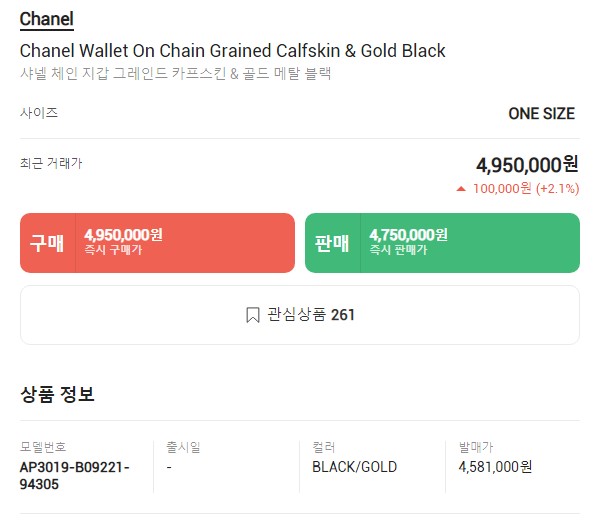 Chanel
Chanel Wallet On Chain Grained Calfskin & Gold Black
샤넬 체인 지갑 그레인드 카프스킨 & 골드 메탈 블랙
사이즈 ONE SIZE
최근 거래가 4,950,000원
100,000원 (+2.1%)
구매 4,950,000원 즉시 구매가
판매 4,750,000원 즉시 판매가
관심상품 261
상품 정보
모델번호 출시일 컬러 발매가
AP3019-B09221- - BLACK/GOLD 4,581,000원
94305